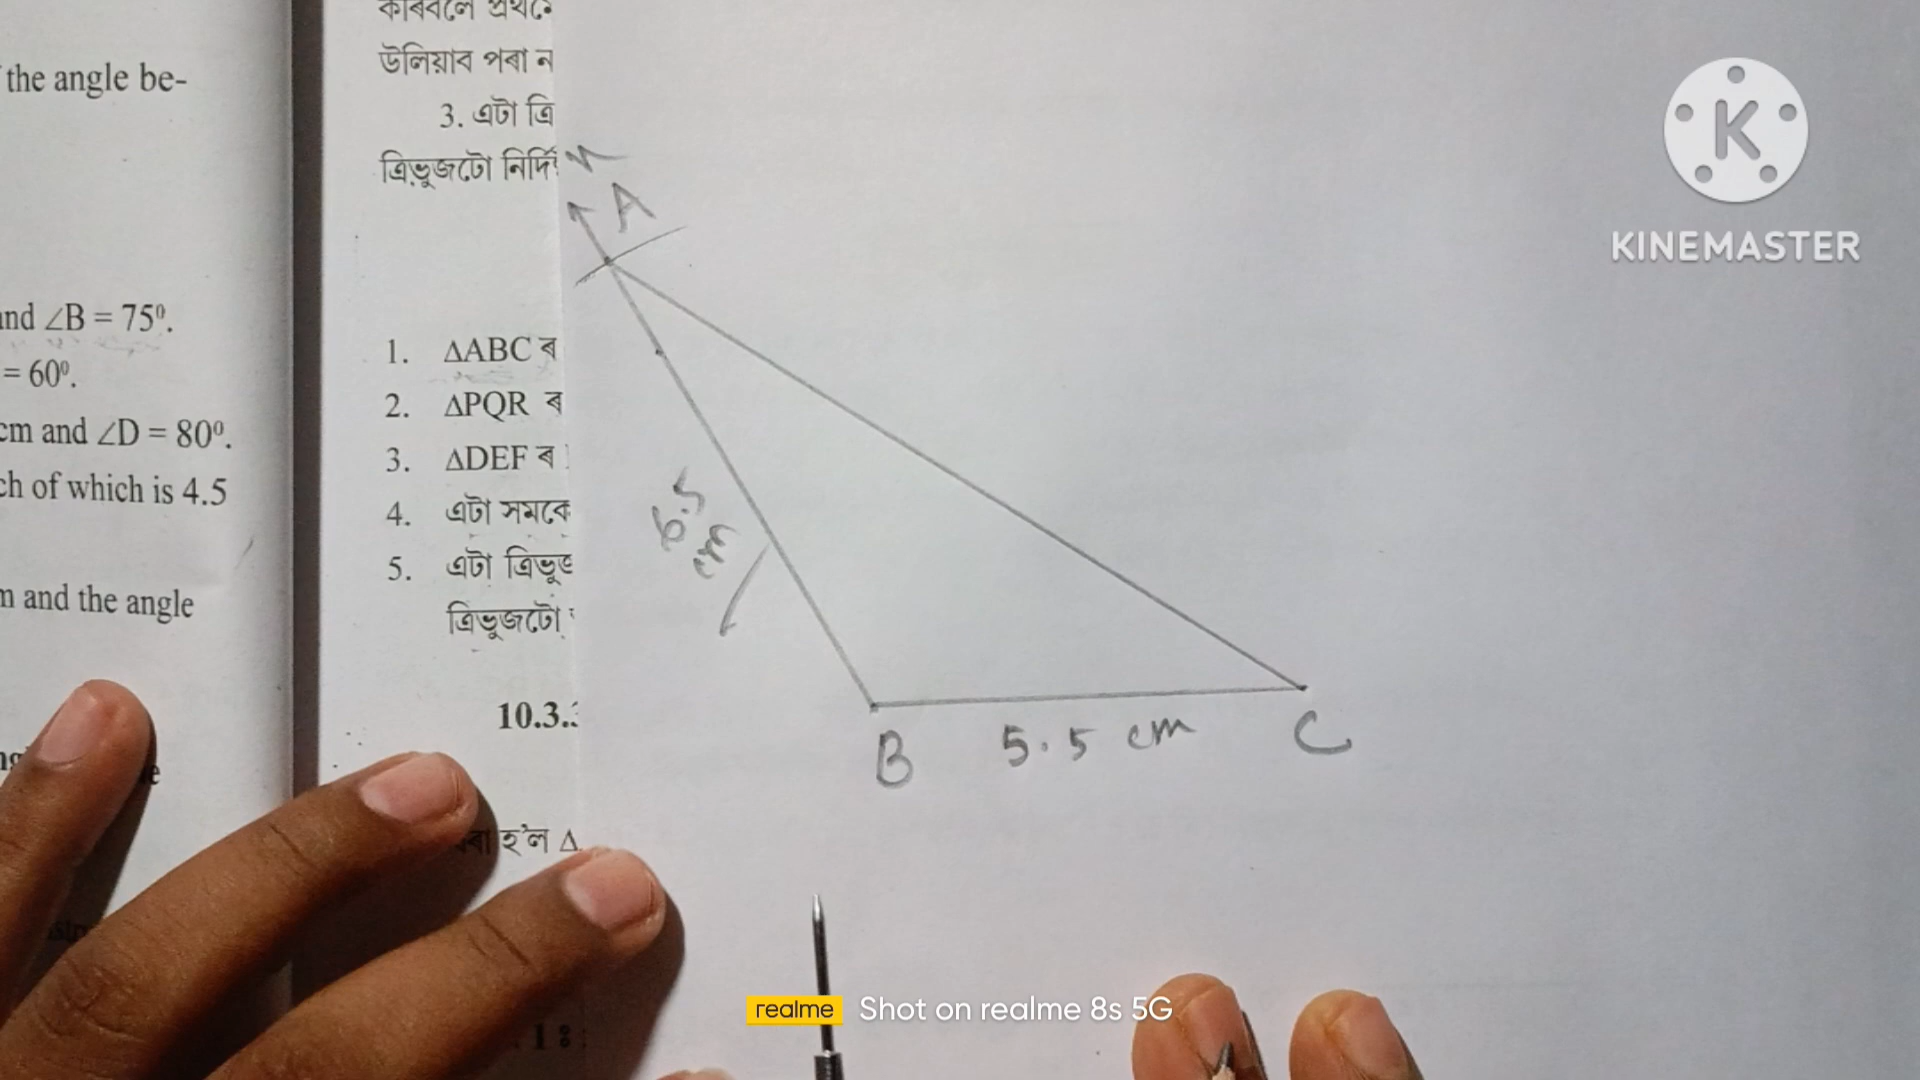 the angle be-
and ∠B = 75⁰.
= 60⁰.
cm and ∠D = 80⁰.
ch of which is 4.5
and the angle
উলিয়াব পৰা ন
3. এটা ত্ৰি
ত্ৰিভূজটো নিৰ্দি
1. ΔABC ৰ
2. ΔPQR ৰ
3. ΔDEF ৰ
4. এটা সমকো
5. এটা ত্ৰিভূজ
ত্ৰিভূজটো
10.3.
হ'ল Δ
A
6.5
cm
B 5.5 cm C
K
KINEMASTER
realme Shot on realme 8s 5G